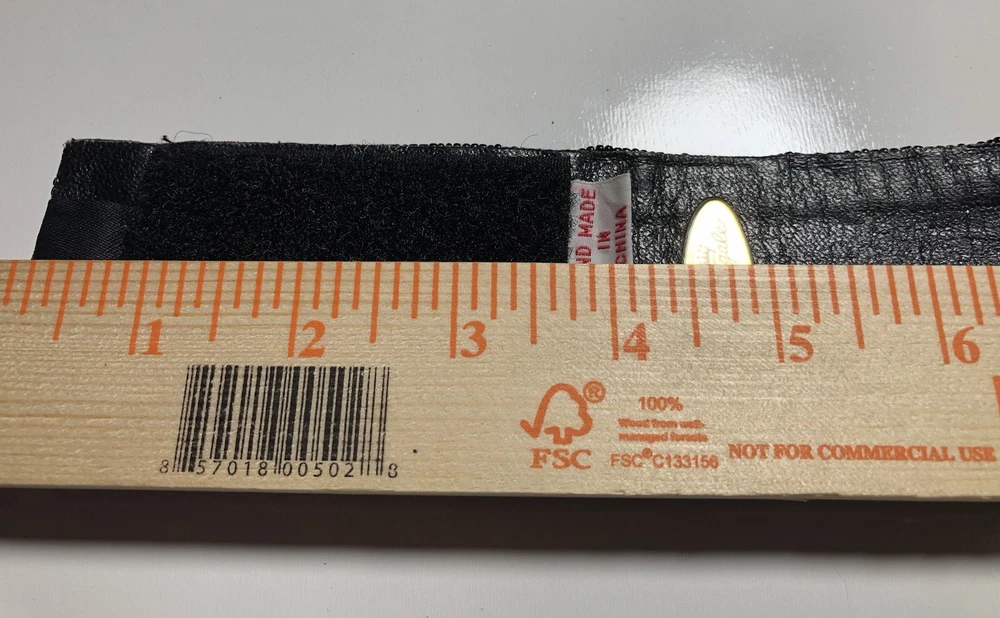 ND MADE
IN
CHINA
1 2 3 4 5 6
8 57018 00502 8
®
FSC
100%
Wood from well-
managed forests
FSC® C133156
NOT FOR COMMERCIAL USE